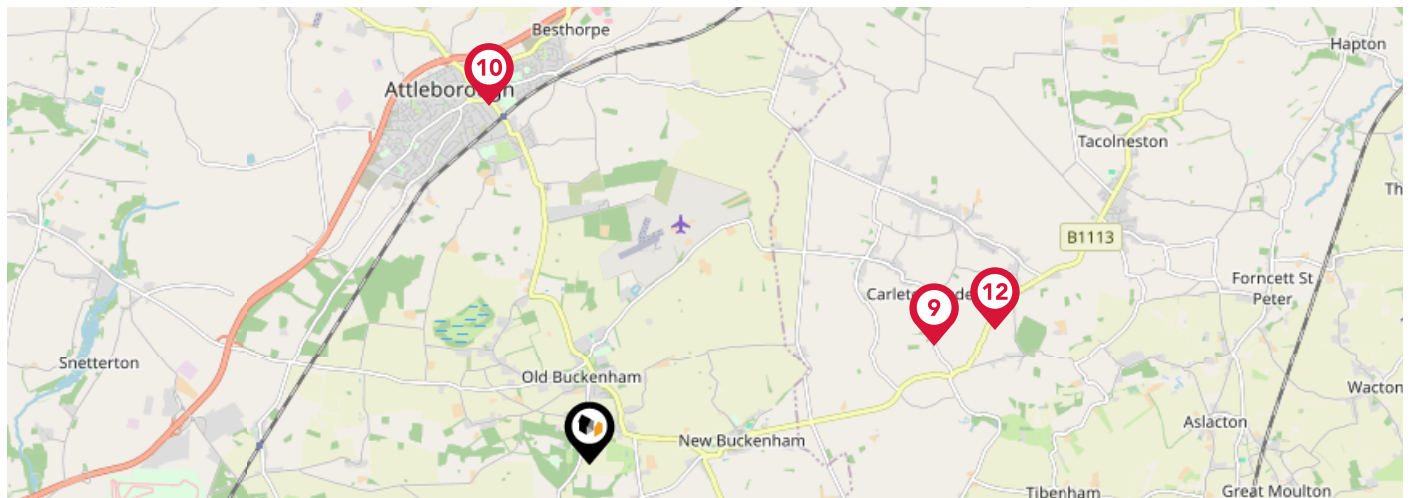 Besthorpe
Hapton
10
Attleborough
Tacolneston
B1113
Forncett St
Peter
12
9
Snetterton
Old Buckenham
Wacton
Aslacton
New Buckenham
Tibenham
Great Moulton